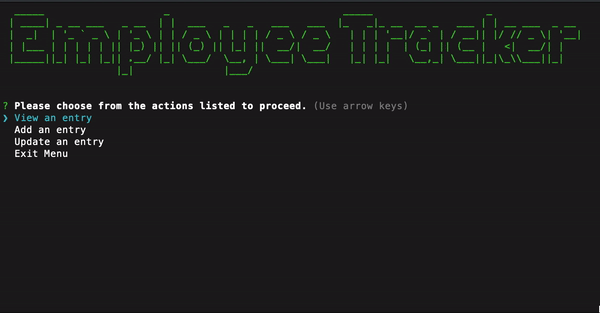 Employee Tracker
? Please choose from the actions listed to proceed. (Use arrow keys)
❯ View an entry
Add an entry
Update an entry
Exit Menu